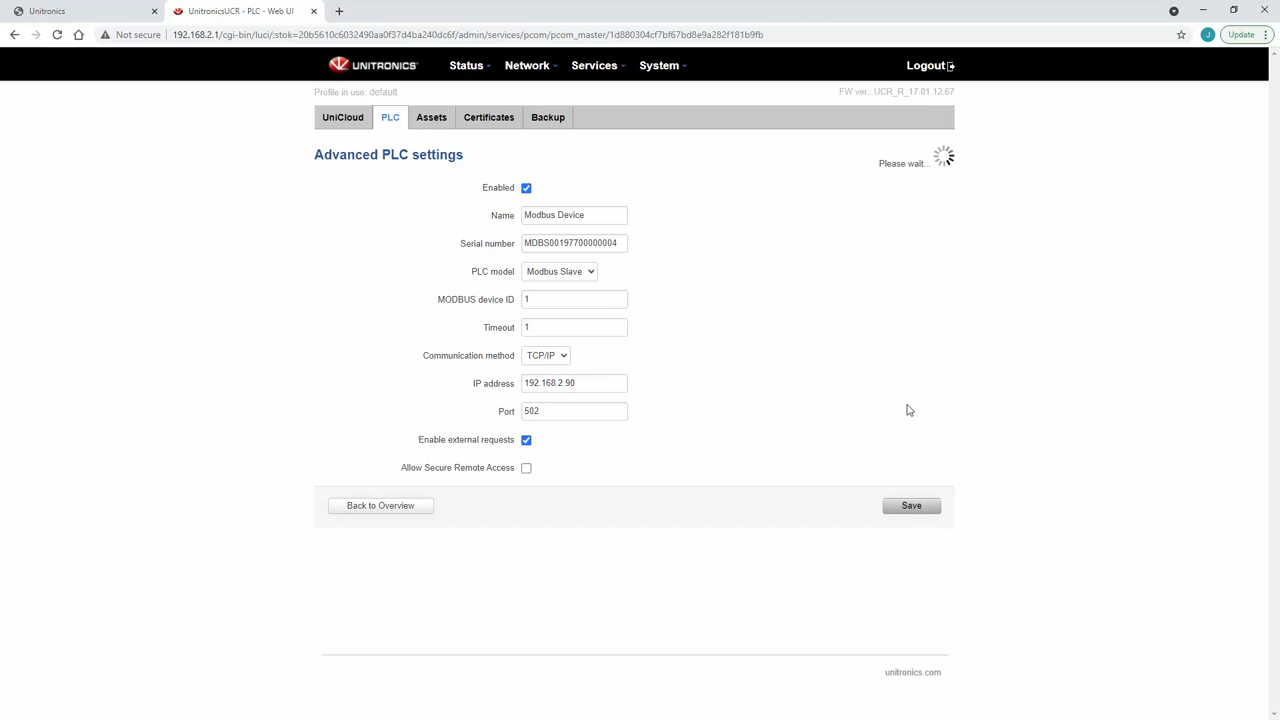 Unitronics
UnitronicsUCR - PLC - Web UI
Not secure
192.168.2.1/cgi-bin/luci/;stok=20b5610c6032490aa0f37d4ba240dc6f/admin/services/pcom/pcom_master/1d880304cf7bf67bd8e9a282f181b9fb
J
Update
UNITRONICS
Status
Network
Services
System
Logout
Profile in use: default
FW ver.: UCR_R_17.01.12.67
UniCloud
PLC
Assets
Certificates
Backup
Advanced PLC settings
Please wait...
Enabled
Name
Modbus Device
Serial number
MDBS00197700000004
PLC model
Modbus Slave
MODBUS device ID
1
Timeout
1
Communication method
TCP/IP
IP address
192.168.2.90
Port
502
Enable external requests
Allow Secure Remote Access
Back to Overview
Save
unitronics.com